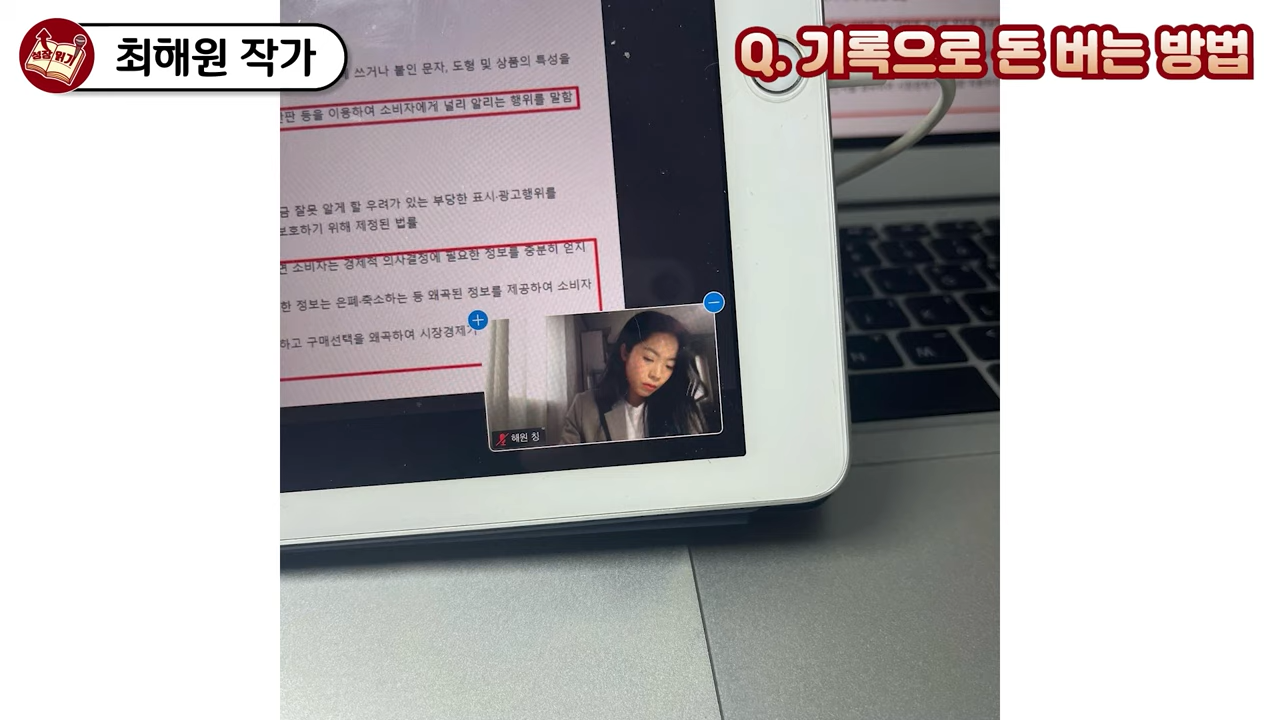 성장 읽기
최해원 작가
Q. 기록으로 돈 버는 방법
쓰거나 붙인 문자, 도형 및 상품의 특성을
등을 이용하여 소비자에게 널리 알리는 행위를 말함
잘못 알게 할 우려가 있는 부당한 표시·광고행위를
보호하기 위해 제정된 법률
소비자는 경제적 의사결정에 필요한 정보를 충분히 얻시
한 정보는 은폐·축소하는 등 왜곡된 정보를 제공하여 소비자
하고 구매선택을 왜곡하여 시장경제가
해원 칭
N
M